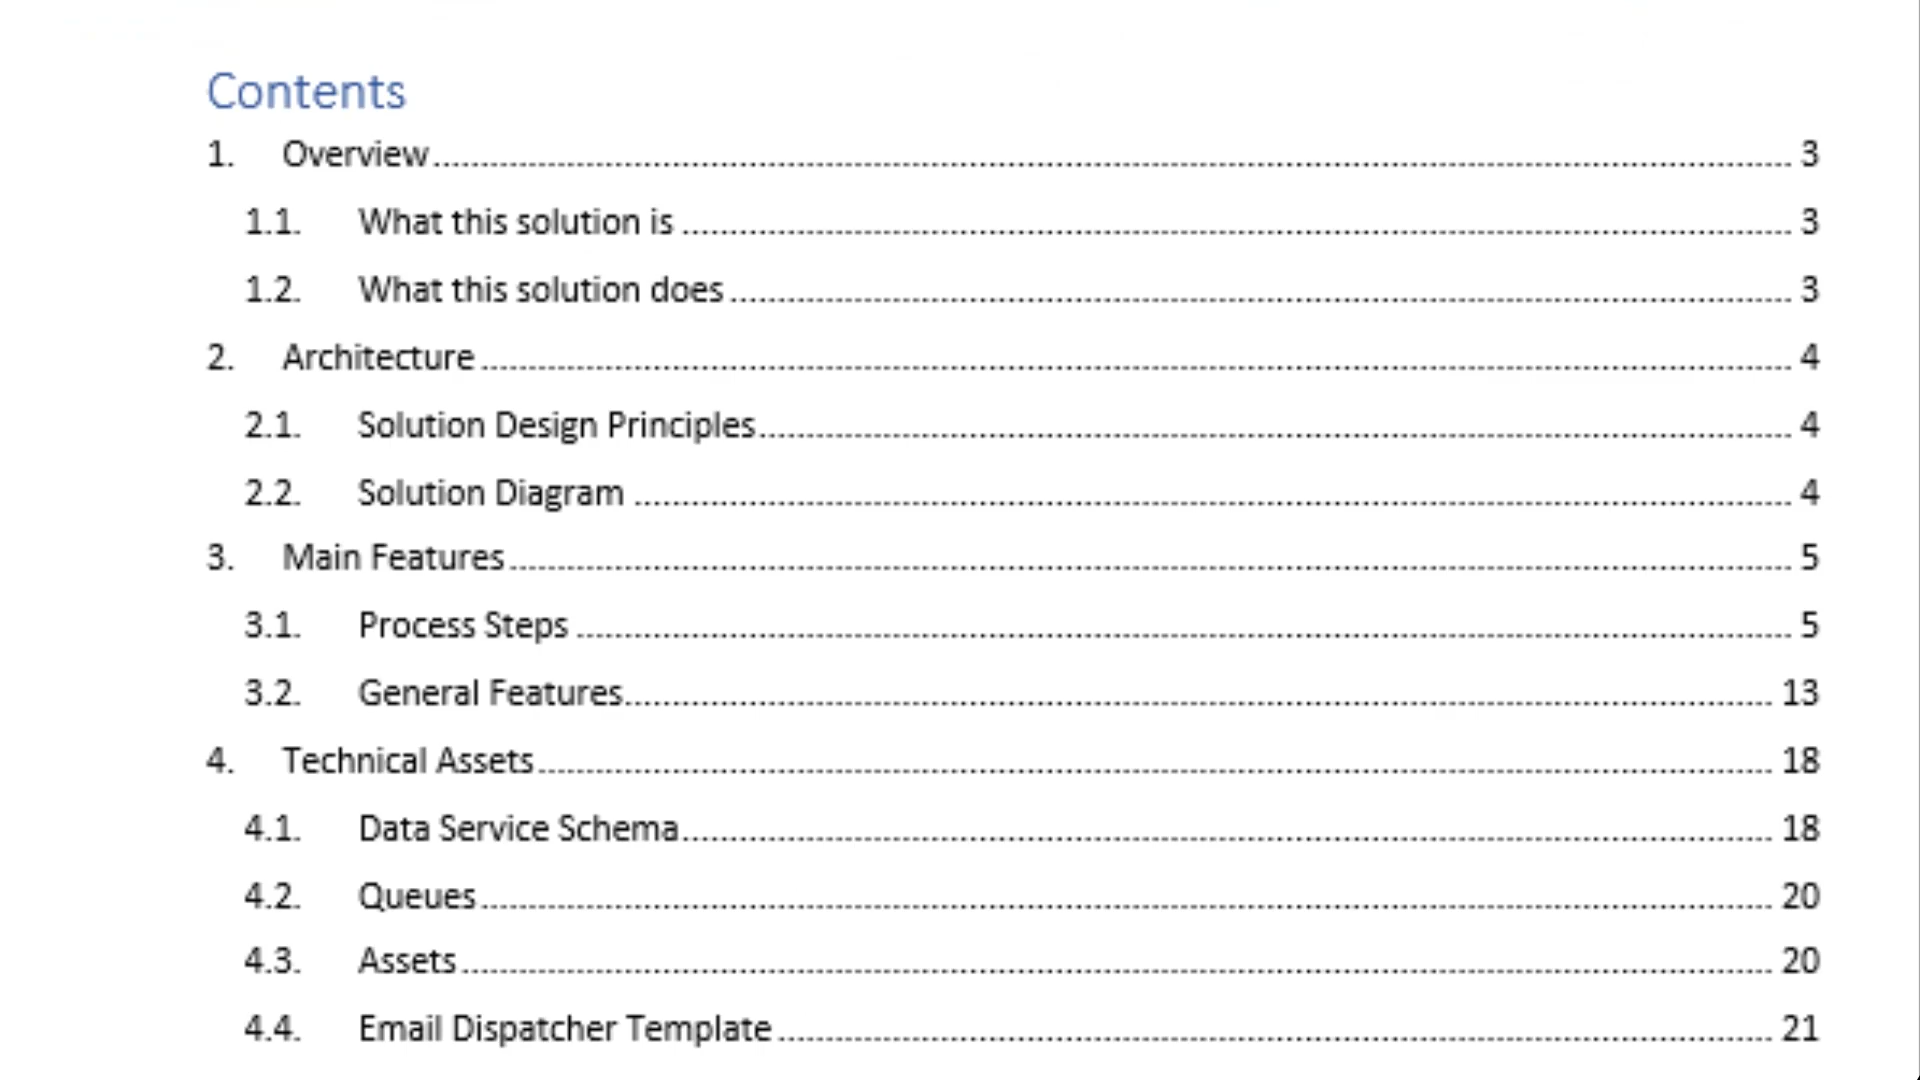 Contents
1. Overview 3
1.1. What this solution is 3
1.2. What this solution does 3
2. Architecture 4
2.1. Solution Design Principles 4
2.2. Solution Diagram 4
3. Main Features 5
3.1. Process Steps 5
3.2. General Features 13
4. Technical Assets 18
4.1. Data Service Schema 18
4.2. Queues 20
4.3. Assets 20
4.4. Email Dispatcher Template 21